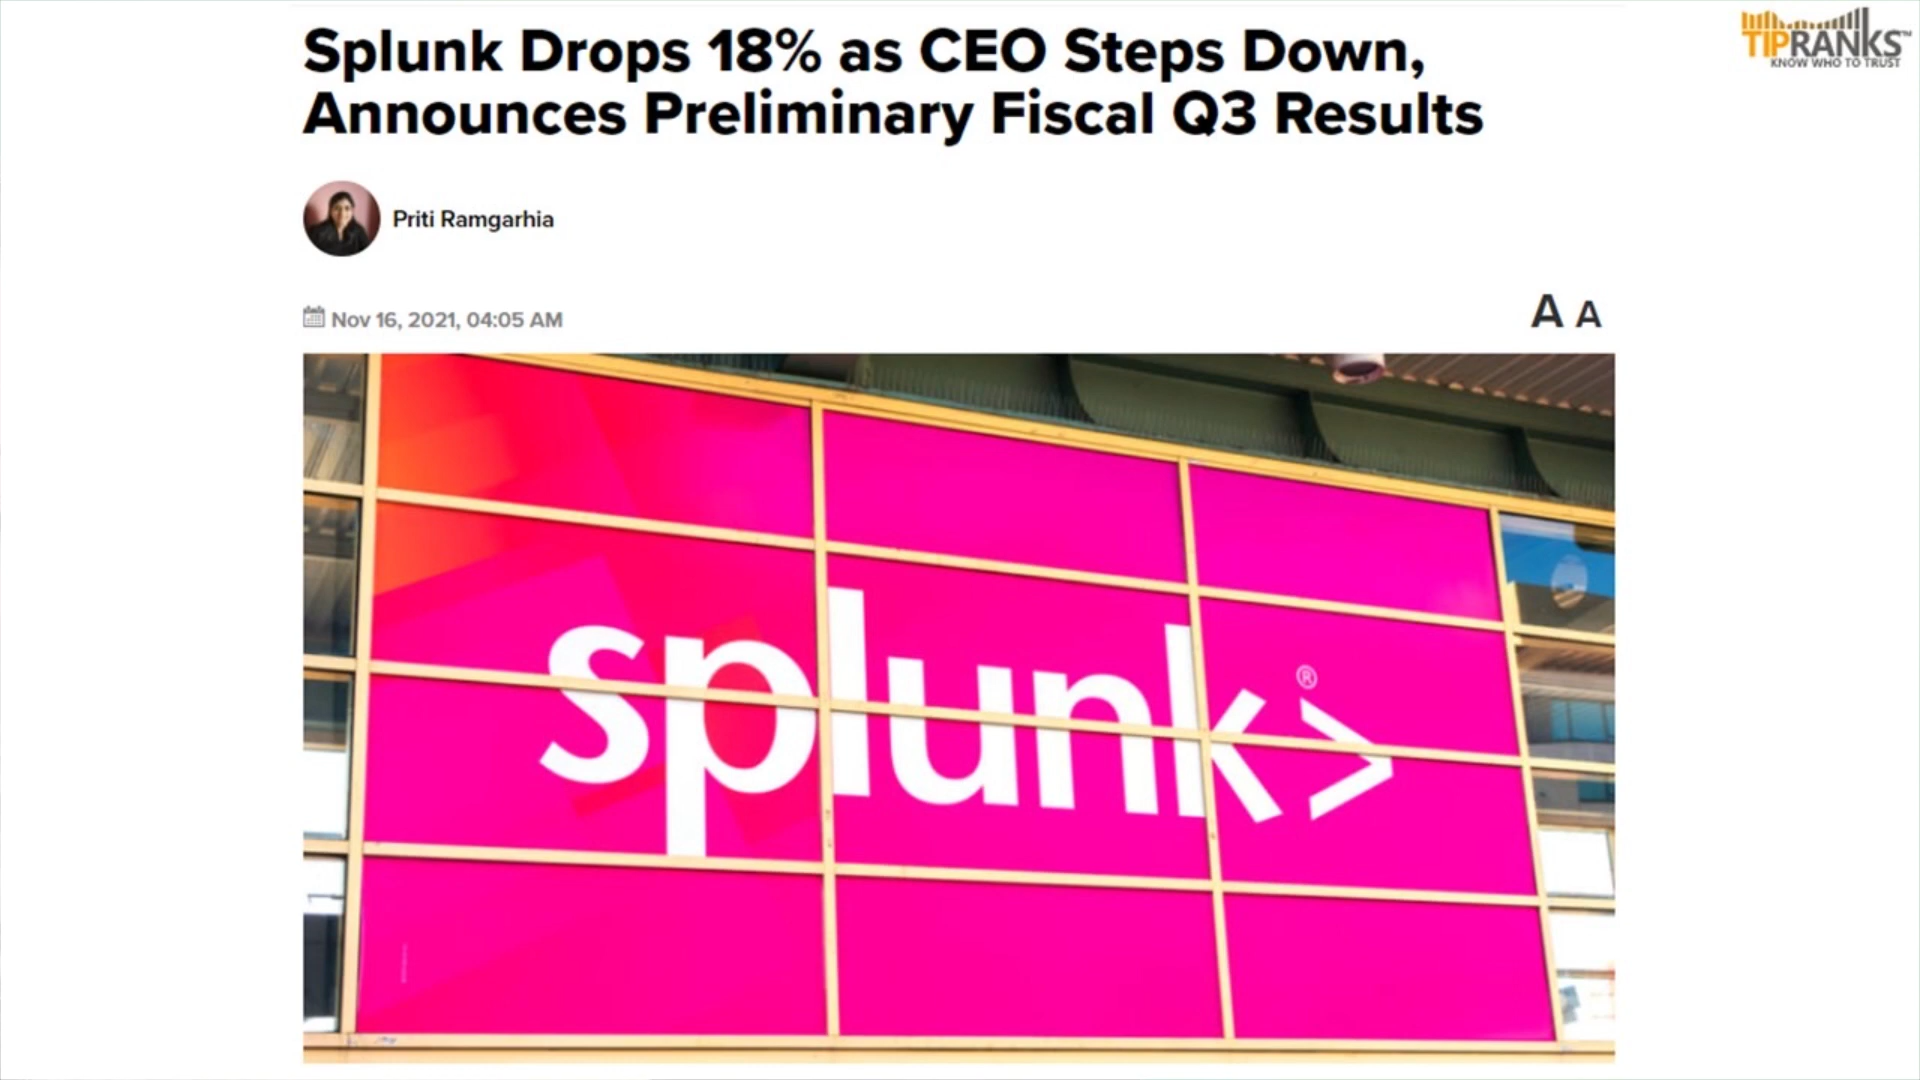 Splunk Drops 18% as CEO Steps Down,
Announces Preliminary Fiscal Q3 Results
TIPRANKS™
KNOW WHO TO TRUST
Priti Ramgarhia
Nov 16, 2021, 04:05 AM
A A
splunk>®